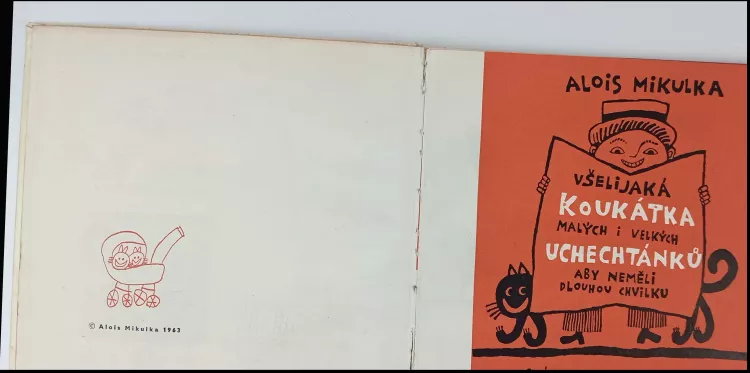 © Alois Mikulka 1963
ALOiS MiKULKA
VŠELiJAKÁ
KOUKÁTKA
MALÝCH i VELKÝCH
UCHECHTÁNKŮ
ABY NEMĚLi
DLOUHOU CHViLKU